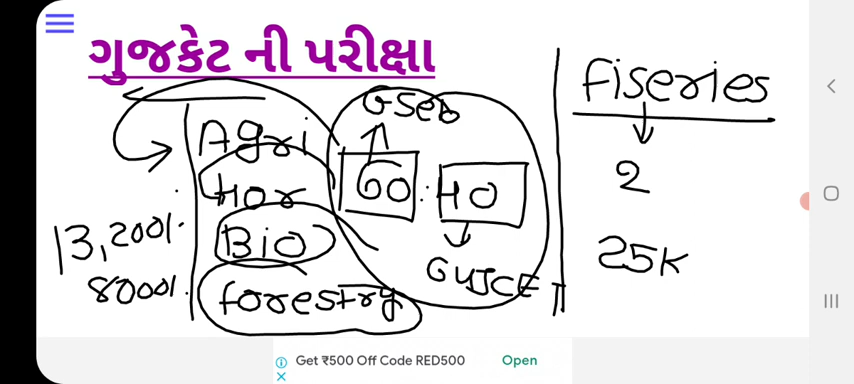 ગુજકેટ ની પરીક્ષા
GSEB
Agri
Hor
Bio
forestry
60 : 40
GUJCET
13,200/-
8000/-
fiseries
2
25K
Get ₹500 Off Code RED500
Open